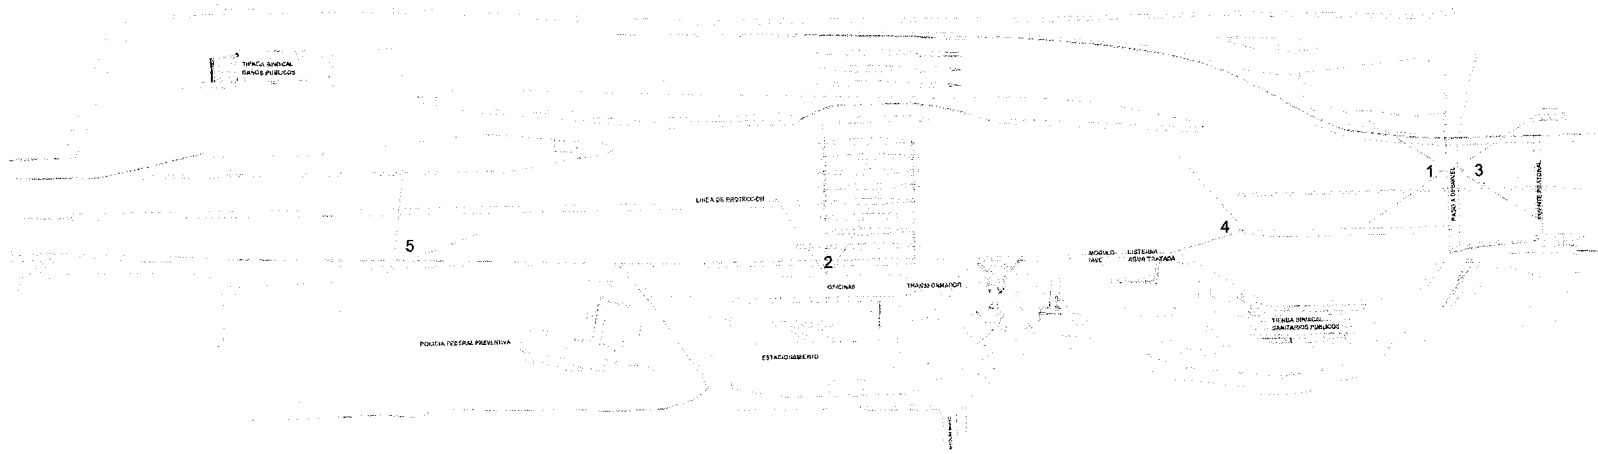 TIENDA SINDICAL
BAÑOS PUBLICOS
1
3
PASO A DESNIVEL
PUENTE PEATONAL
LINEA DE PROTECCION
5
4
2
MODULO
IAVE
CISTERNA
AGUA TRATADA
OFICINAS
TRANSFORMADOR
TIENDA SINDICAL
SANITARIOS PUBLICOS
POLICIA FEDERAL PREVENTIVA
ESTACIONAMIENTO